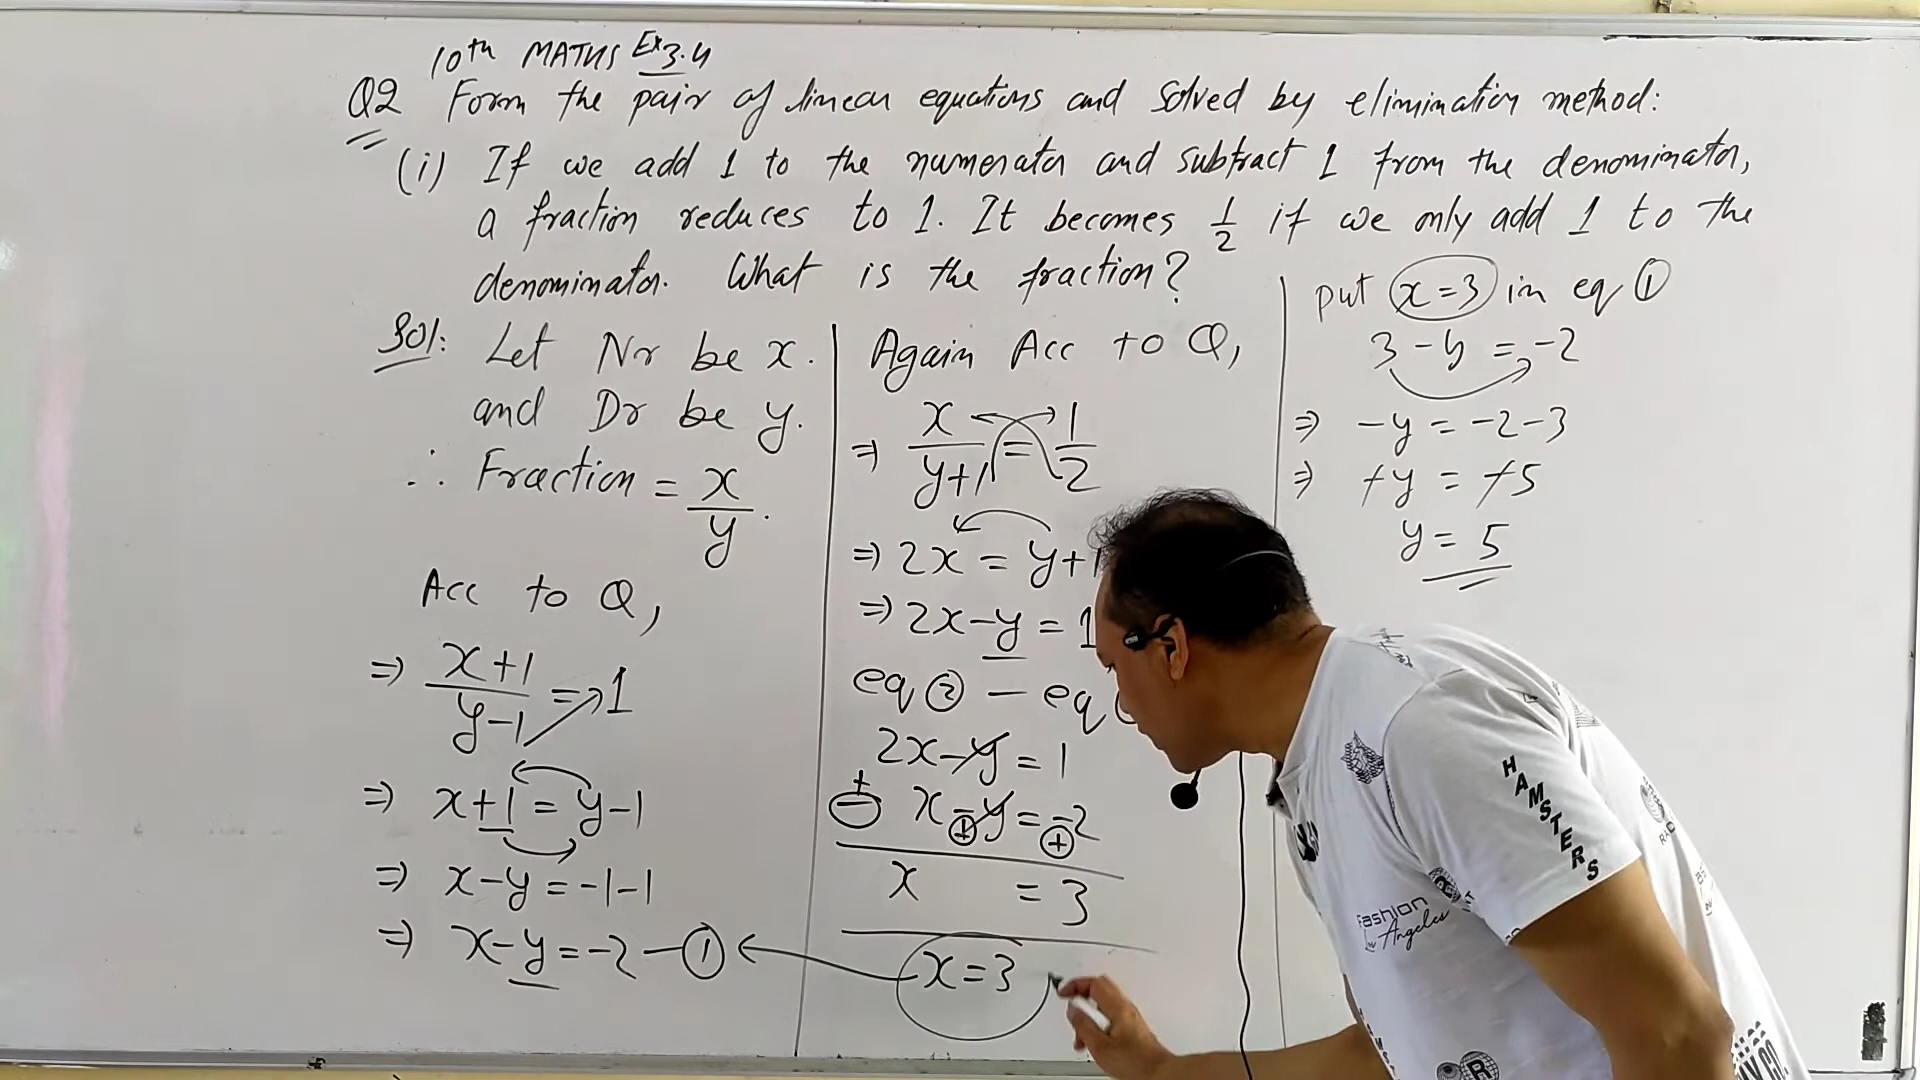 10th MATHS Ex 3.4
Q2 Form the pair of linear equations and solved by elimination method:
(i) If we add 1 to the numerator and subtract 1 from the denominator,
a fraction reduces to 1. It becomes 1/2 if we only add 1 to the
denominator. What is the fraction?
Sol: Let Nr be x.
and Dr be y.
∴ Fraction = x/y.
Acc to Q,
⇒ x+1/y-1 = 1
⇒ x+1 = y-1
⇒ x-y = -1-1
⇒ x-y = -2 — ①
Again Acc to Q,
⇒ x/y+1 = 1/2
⇒ 2x = y+1
⇒ 2x-y = 1
eq ② - eq
2x-y = 1
+
- x-y = -2
+ +
x = 3
x = 3
put x=3 in eq ①
3-y = -2
⇒ -y = -2-3
⇒ +y = +5
y = 5
HAMSTERS
Fashion
Angeles
R